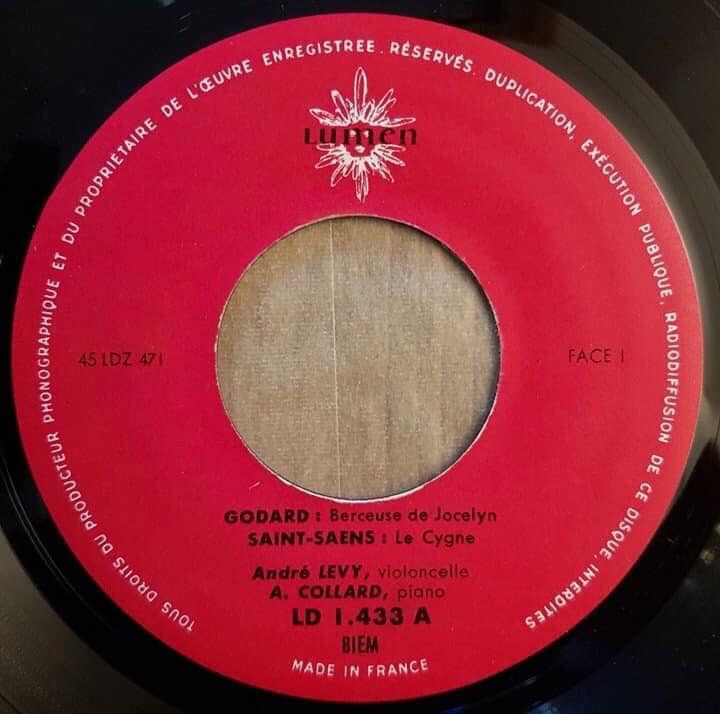 TOUS DROITS DU PRODUCTEUR PHONOGRAPHIQUE ET DU PROPRIETAIRE DE L'ŒUVRE ENREGISTREE. RÉSERVÉS. DUPLICATION, EXÉCUTION PUBLIQUE, RADIODIFFUSION DE CE DISQUE, INTERDITES
Lumen
45 LDZ 471
FACE 1
GODARD : Berceuse de Jocelyn
SAINT-SAENS : Le Cygne
André LEVY, violoncelle
A. COLLARD, piano
LD 1.433 A
BIEM
MADE IN FRANCE